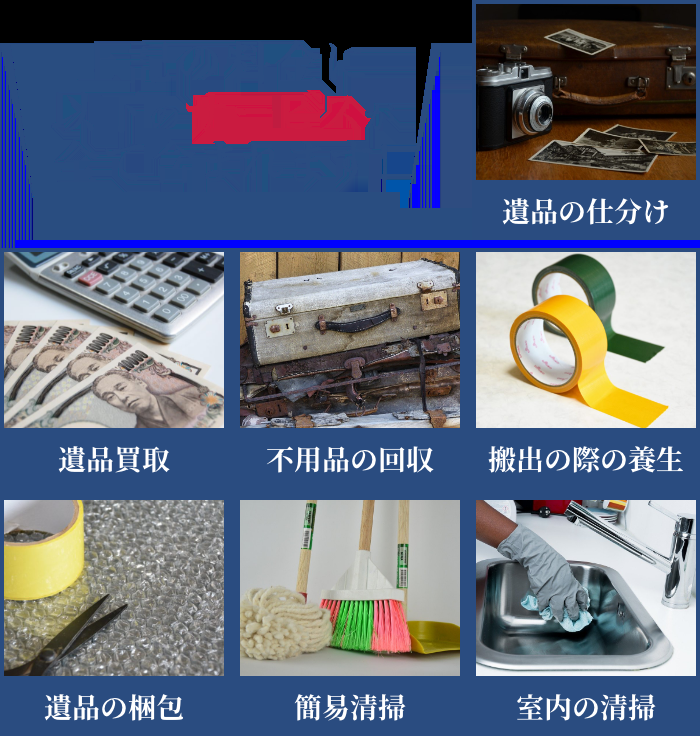 遺品の仕分け
遺品買取
不用品の回収
搬出の際の養生
遺品の梱包
簡易清掃
室内の清掃